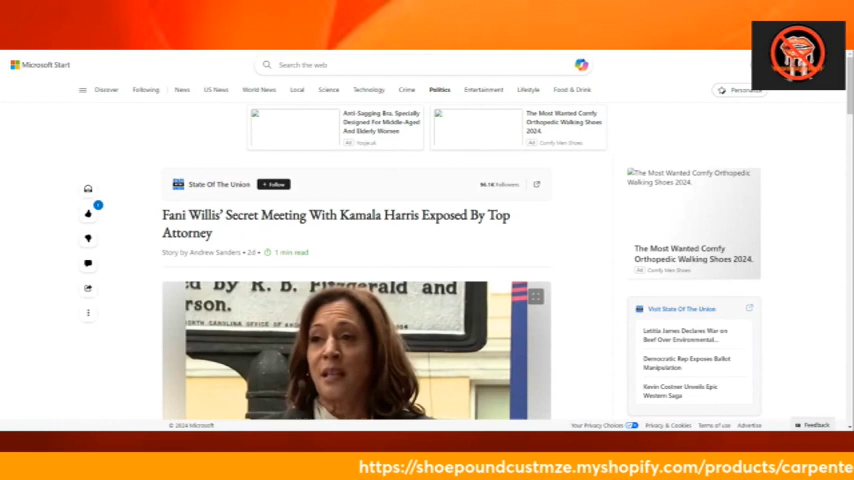 Microsoft Start
Search the web
Discover Following News US News World News Local Science Technology Crime Politics Entertainment Lifestyle Food & Drink
Personalize
Anti-Sagging Bra, Specially
Designed For Middle-Aged
And Elderly Women
Ad
The Most Wanted Comfy
Orthopedic Walking Shoes
2024.
Ad Comfy Men Shoes
State Of The Union
+ Follow
96.1K Followers
Fani Willis’ Secret Meeting With Kamala Harris Exposed By Top
Attorney
Story by Andrew Sanders • 2d • 1 min read
1
ed by R. B. Fitzgerald and
rson.
NORTH CAROLINA OFFICE OF
The Most Wanted Comfy Orthopedic
Walking Shoes 2024.
The Most Wanted Comfy
Orthopedic Walking Shoes 2024.
Ad Comfy Men Shoes
Visit State Of The Union
Letitia James Declares War on
Beef Over Environmental...
Democratic Rep Exposes Ballot
Manipulation
Kevin Costner Unveils Epic
Western Saga
© 2024 Microsoft
Your Privacy Choices Privacy & Cookies Terms of use Advertise
Feedback
https://shoepoundcustmze.myshopify.com/products/carpente